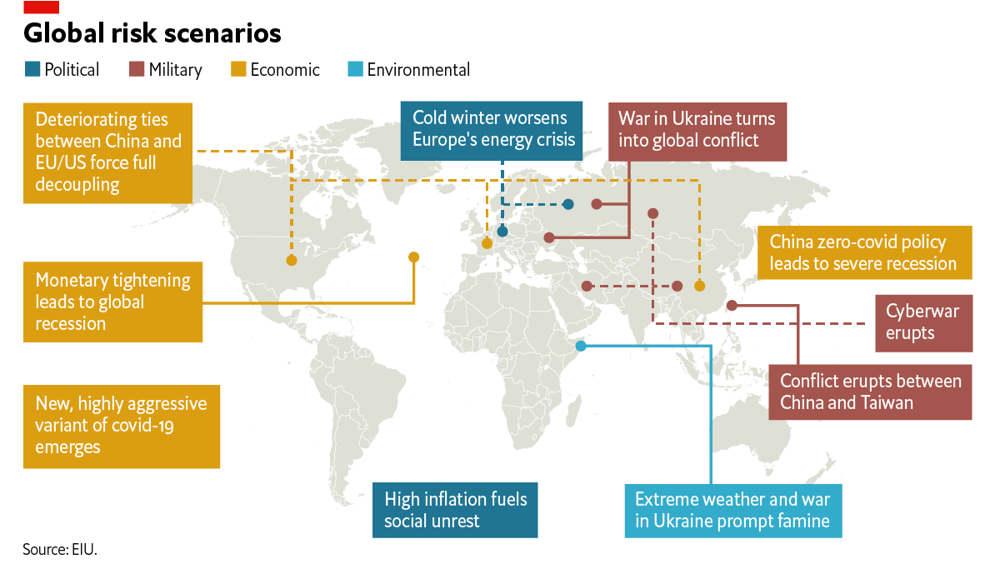 Global risk scenarios
Political
Military
Economic
Environmental
Deteriorating ties
between China and
EU/US force full
decoupling
Cold winter worsens
Europe's energy crisis
War in Ukraine turns
into global conflict
China zero-covid policy
leads to severe recession
Monetary tightening
leads to global
recession
Cyberwar
erupts
Conflict erupts between
China and Taiwan
New, highly aggressive
variant of covid-19
emerges
High inflation fuels
social unrest
Extreme weather and war
in Ukraine prompt famine
Source: EIU.